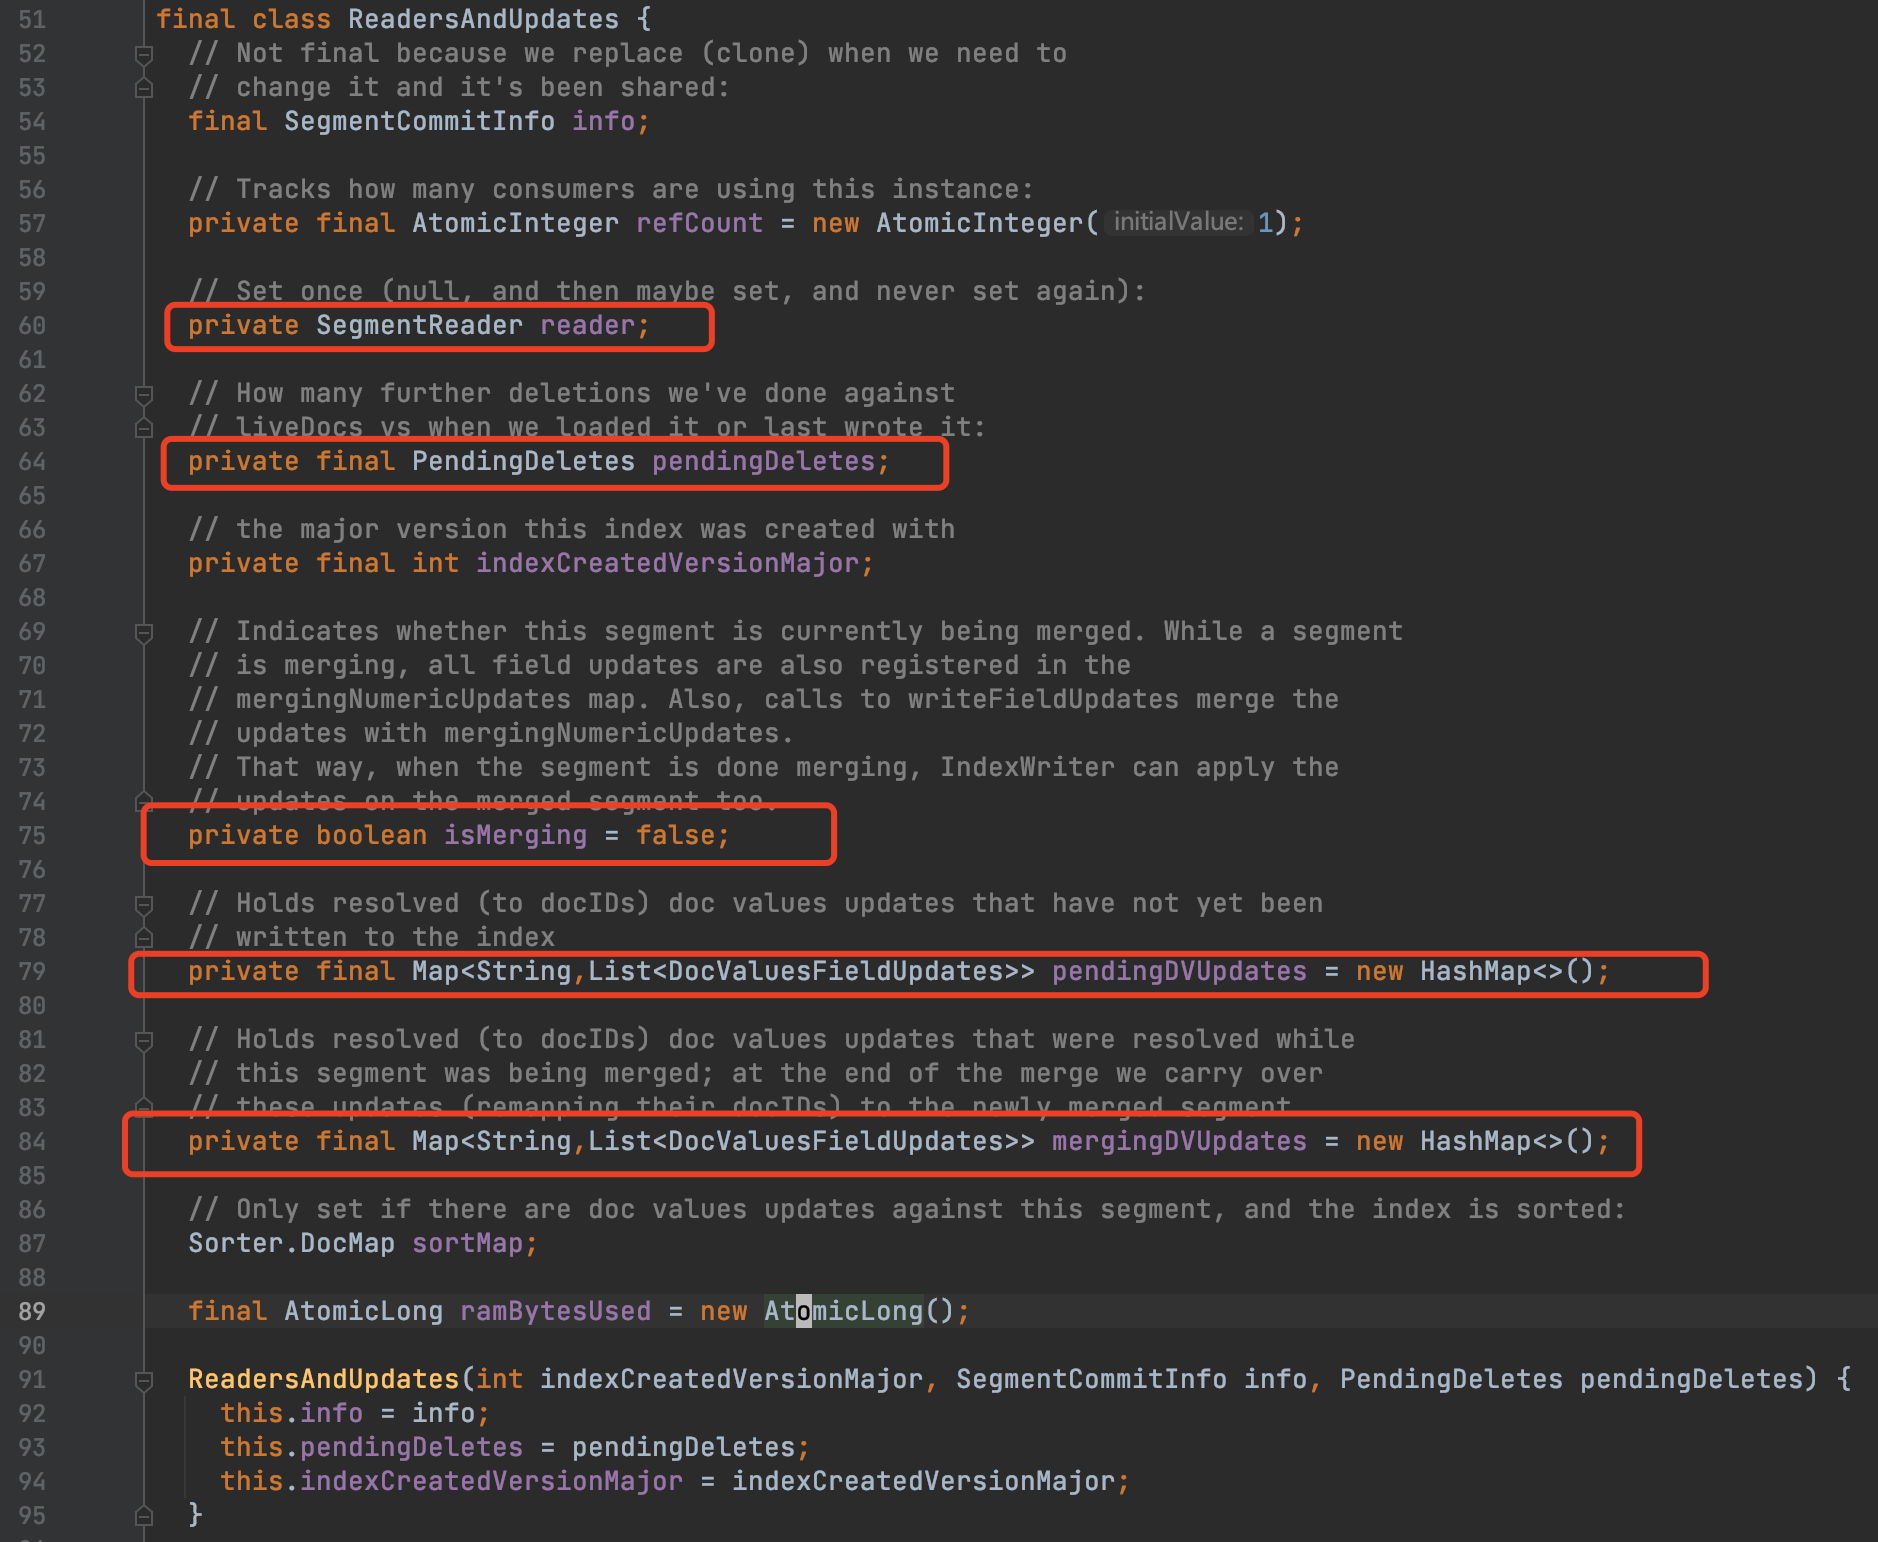 51 final class ReadersAndUpdates {
52 // Not final because we replace (clone) when we need to
53 // change it and it's been shared:
54 final SegmentCommitInfo info;
55
56 // Tracks how many consumers are using this instance:
57 private final AtomicInteger refCount = new AtomicInteger( initialValue: 1);
58
59 // Set once (null, and then maybe set, and never set again):
60 private SegmentReader reader;
61
62 // How many further deletions we've done against
63 // liveDocs vs when we loaded it or last wrote it:
64 private final PendingDeletes pendingDeletes;
65
66 // the major version this index was created with
67 private final int indexCreatedVersionMajor;
68
69 // Indicates whether this segment is currently being merged. While a segment
70 // is merging, all field updates are also registered in the
71 // mergingNumericUpdates map. Also, calls to writeFieldUpdates merge the
72 // updates with mergingNumericUpdates.
73 // That way, when the segment is done merging, IndexWriter can apply the
74 // updates on the merged segment too.
75 private boolean isMerging = false;
76
77 // Holds resolved (to docIDs) doc values updates that have not yet been
78 // written to the index
79 private final Map<String,List<DocValuesFieldUpdates>> pendingDVUpdates = new HashMap<>();
80
81 // Holds resolved (to docIDs) doc values updates that were resolved while
82 // this segment was being merged; at the end of the merge we carry over
83 // these updates (remapping their docIDs) to the newly merged segment
84 private final Map<String,List<DocValuesFieldUpdates>> mergingDVUpdates = new HashMap<>();
85
86 // Only set if there are doc values updates against this segment, and the index is sorted:
87 Sorter.DocMap sortMap;
88
89 final AtomicLong ramBytesUsed = new AtomicLong();
90
91 ReadersAndUpdates(int indexCreatedVersionMajor, SegmentCommitInfo info, PendingDeletes pendingDeletes) {
92 this.info = info;
93 this.pendingDeletes = pendingDeletes;
94 this.indexCreatedVersionMajor = indexCreatedVersionMajor;
95 }